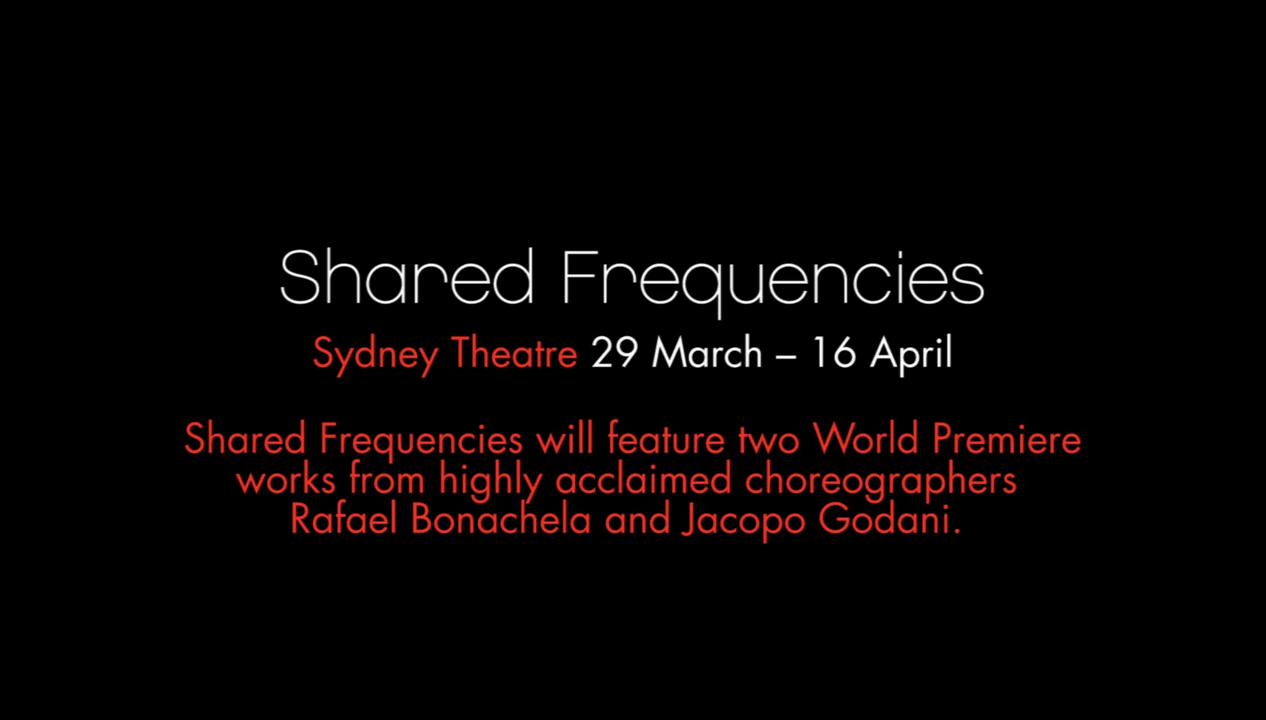 Shared Frequencies
Sydney Theatre 29 March – 16 April
Shared Frequencies will feature two World Premiere
works from highly acclaimed choreographers
Rafael Bonachela and Jacopo Godani.